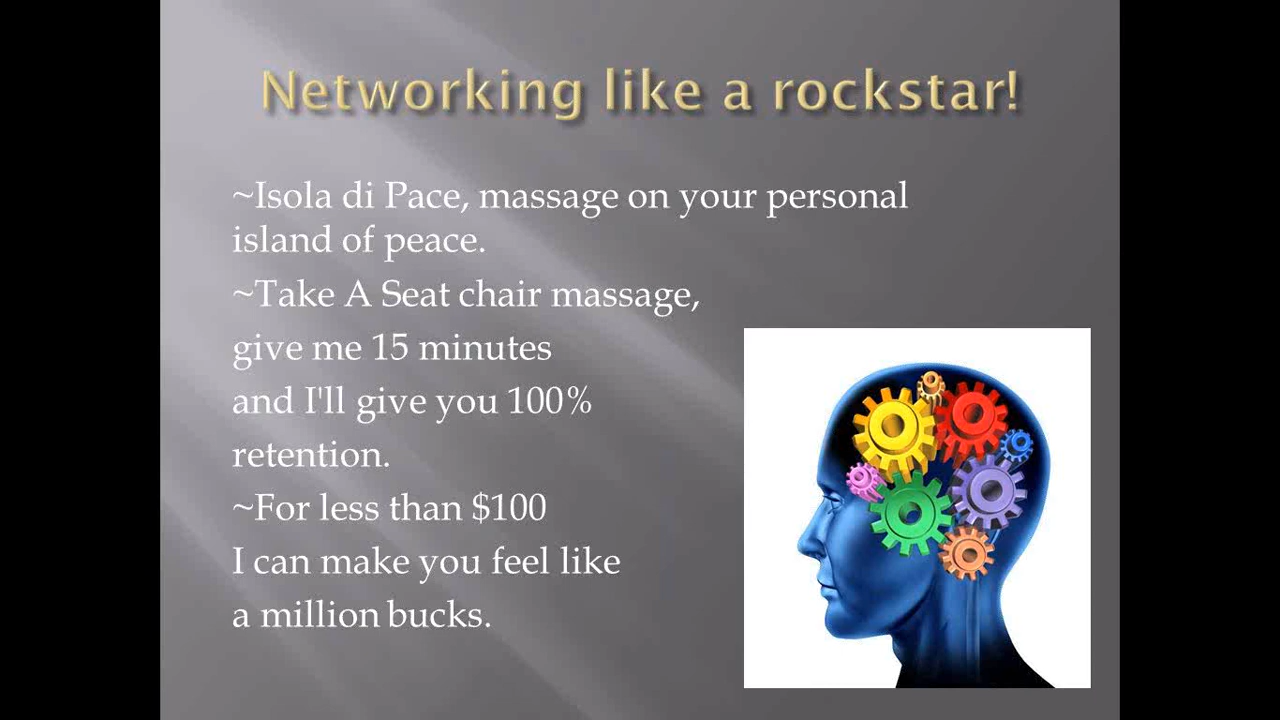 Networking like a rockstar!
~Isola di Pace, massage on your personal
island of peace.
~Take A Seat chair massage,
give me 15 minutes
and I'll give you 100%
retention.
~For less than $100
I can make you feel like
a million bucks.